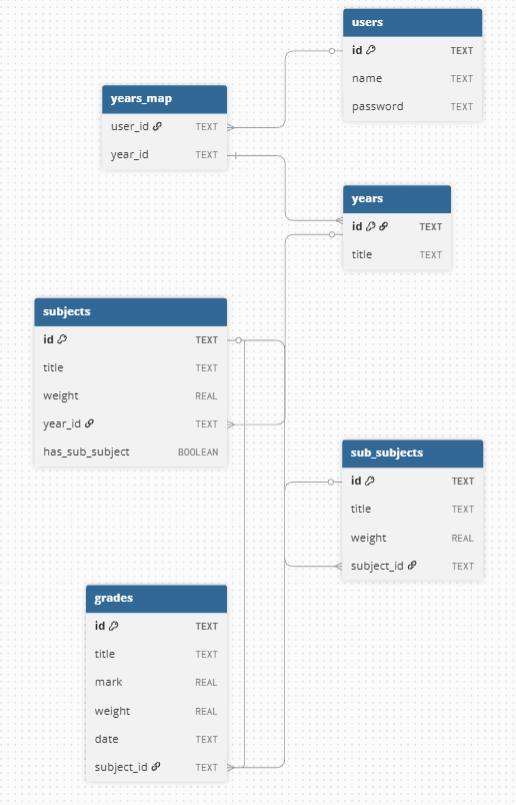 users
id TEXT
name TEXT
password TEXT
years_map
user_id TEXT
year_id TEXT
years
id TEXT
title TEXT
subjects
id TEXT
title TEXT
weight REAL
year_id TEXT
has_sub_subject BOOLEAN
sub_subjects
id TEXT
title TEXT
weight REAL
subject_id TEXT
grades
id TEXT
title TEXT
mark REAL
weight REAL
date TEXT
subject_id TEXT